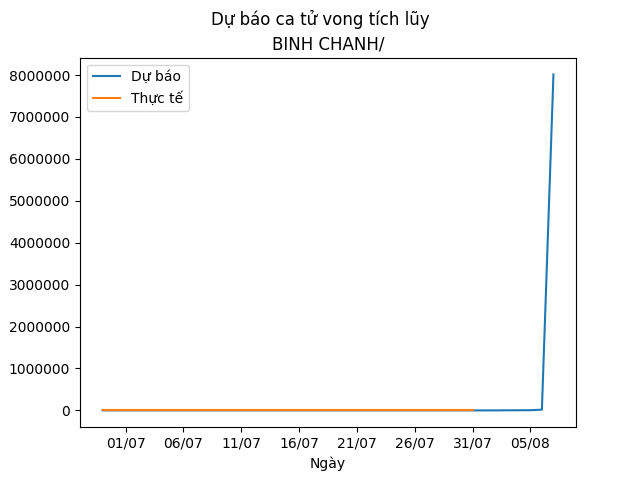 Dự báo ca tử vong tích lũy
BINH CHANH/
Dự báo
Thực tế
8000000
7000000
6000000
5000000
4000000
3000000
2000000
1000000
0
01/07 06/07 11/07 16/07 21/07 26/07 31/07 05/08
Ngày